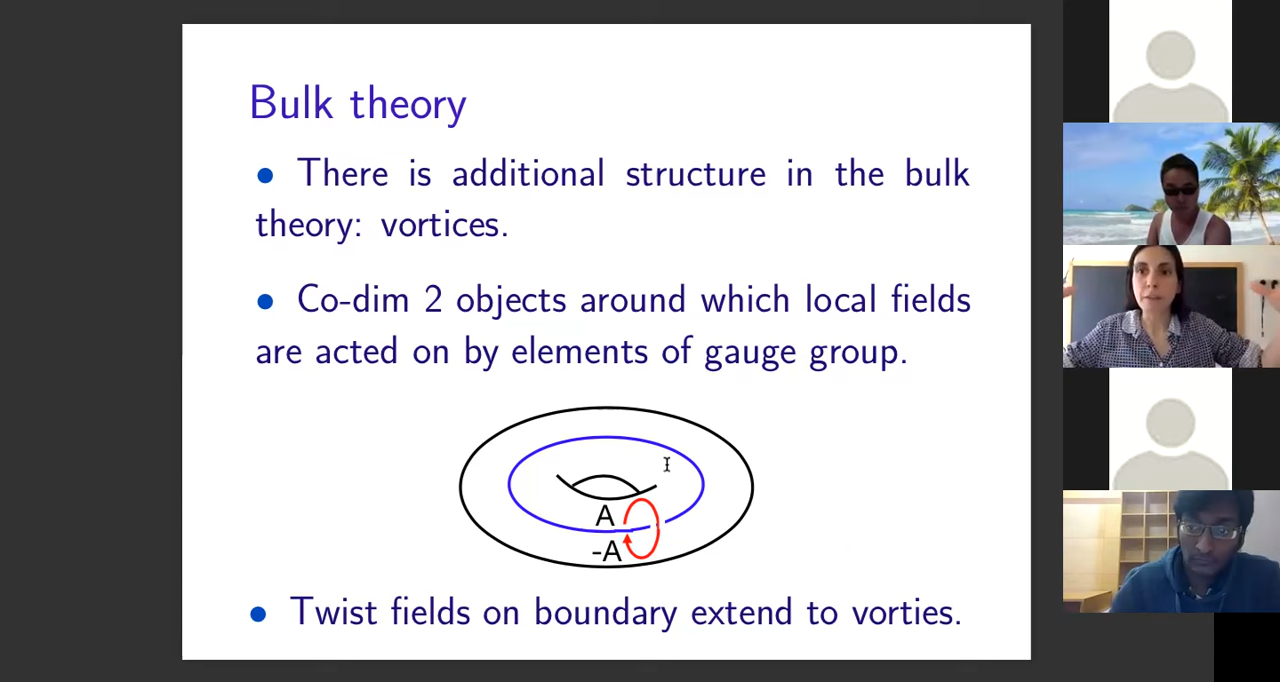 Bulk theory
• There is additional structure in the bulk
theory: vortices.
• Co-dim 2 objects around which local fields
are acted on by elements of gauge group.
A
-A
• Twist fields on boundary extend to vorties.